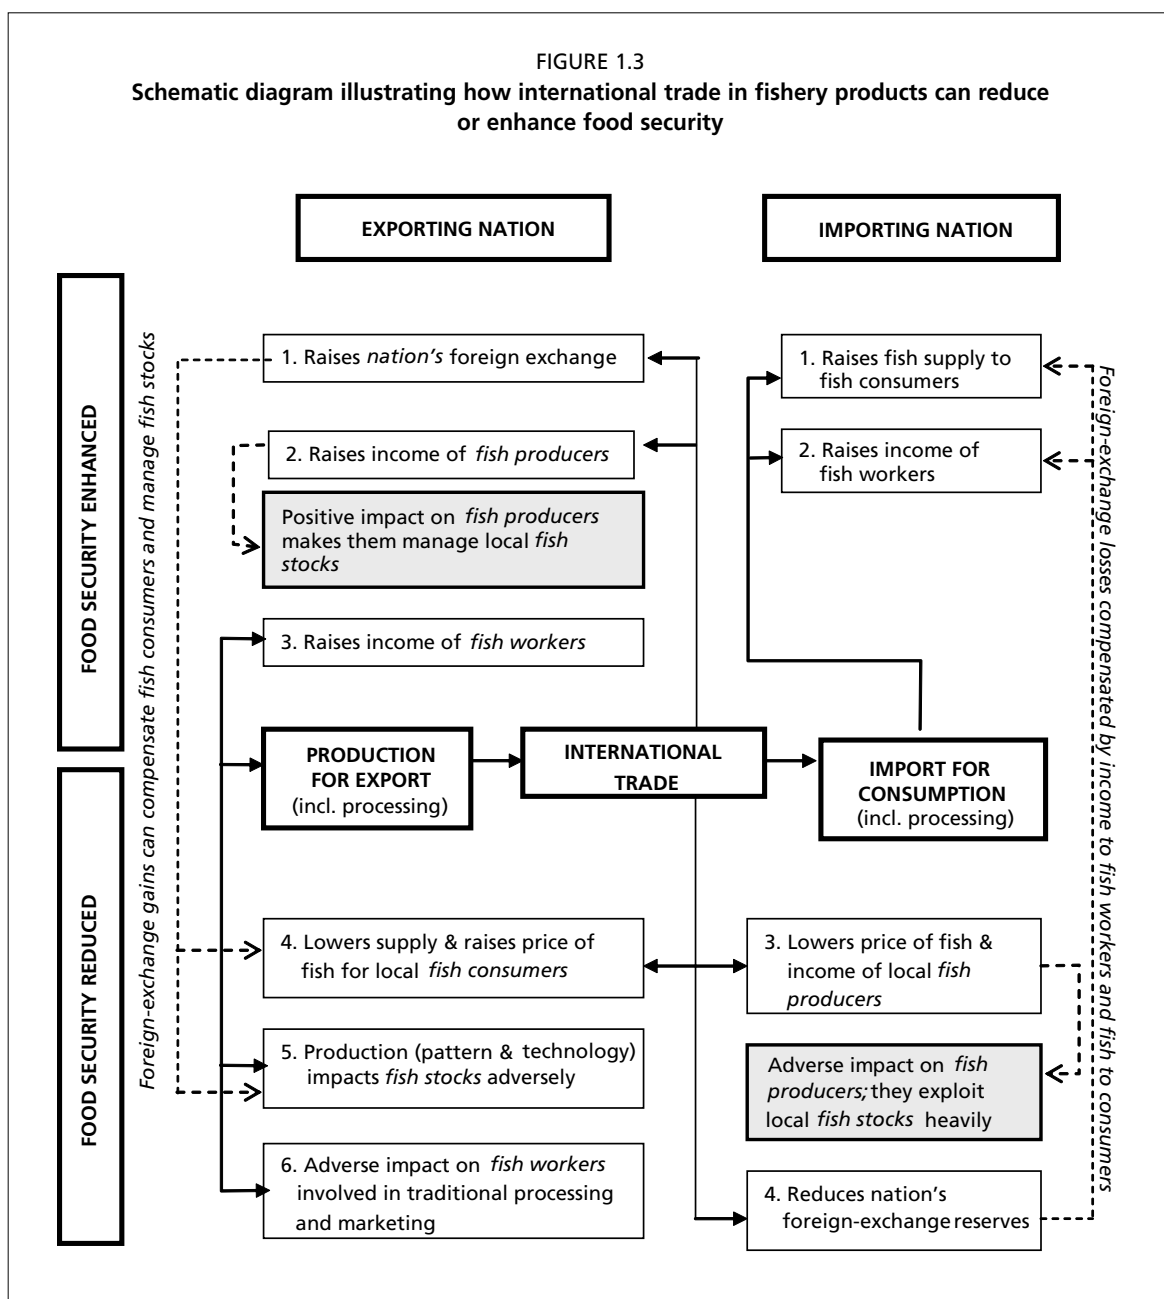 FIGURE 1.3
Schematic diagram illustrating how international trade in fishery products can reduce
or enhance food security
EXPORTING NATION
IMPORTING NATION
FOOD SECURITY ENHANCED
FOOD SECURITY REDUCED
Foreign-exchange gains can compensate fish consumers and manage fish stocks
1. Raises nation's foreign exchange
2. Raises income of fish producers
Positive impact on fish producers
makes them manage local fish
stocks
3. Raises income of fish workers
PRODUCTION
FOR EXPORT
(incl. processing)
INTERNATIONAL
TRADE
IMPORT FOR
CONSUMPTION
(incl. processing)
4. Lowers supply & raises price of
fish for local fish consumers
5. Production (pattern & technology)
impacts fish stocks adversely
6. Adverse impact on fish workers
involved in traditional processing
and marketing
1. Raises fish supply to
fish consumers
2. Raises income of
fish workers
3. Lowers price of fish &
income of local fish
producers
Adverse impact on fish
producers; they exploit
local fish stocks heavily
4. Reduces nation's
foreign-exchange reserves
Foreign-exchange losses compensated by income to fish workers and fish to consumers